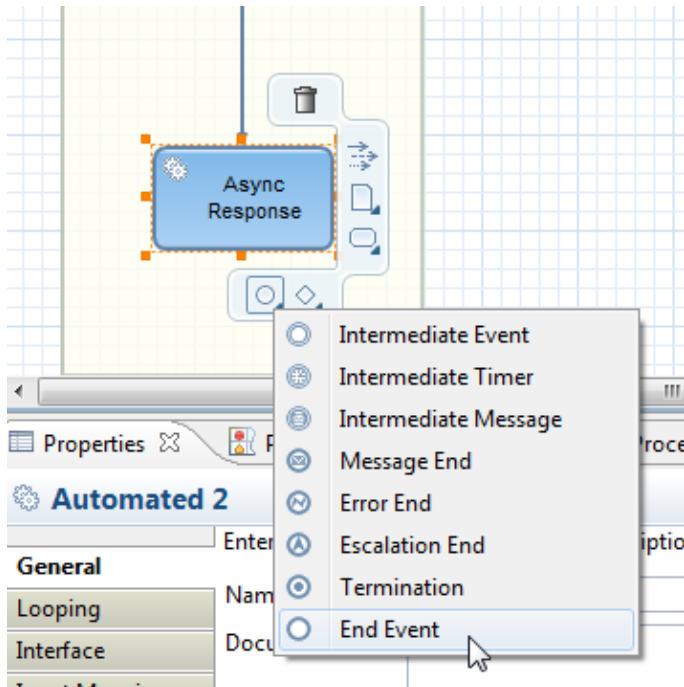 Async
Response
Intermediate Event
Intermediate Timer
Intermediate Message
Properties
Message End
Automated 2
Error End
Escalation End
General
Termination
Looping
End Event
Interface